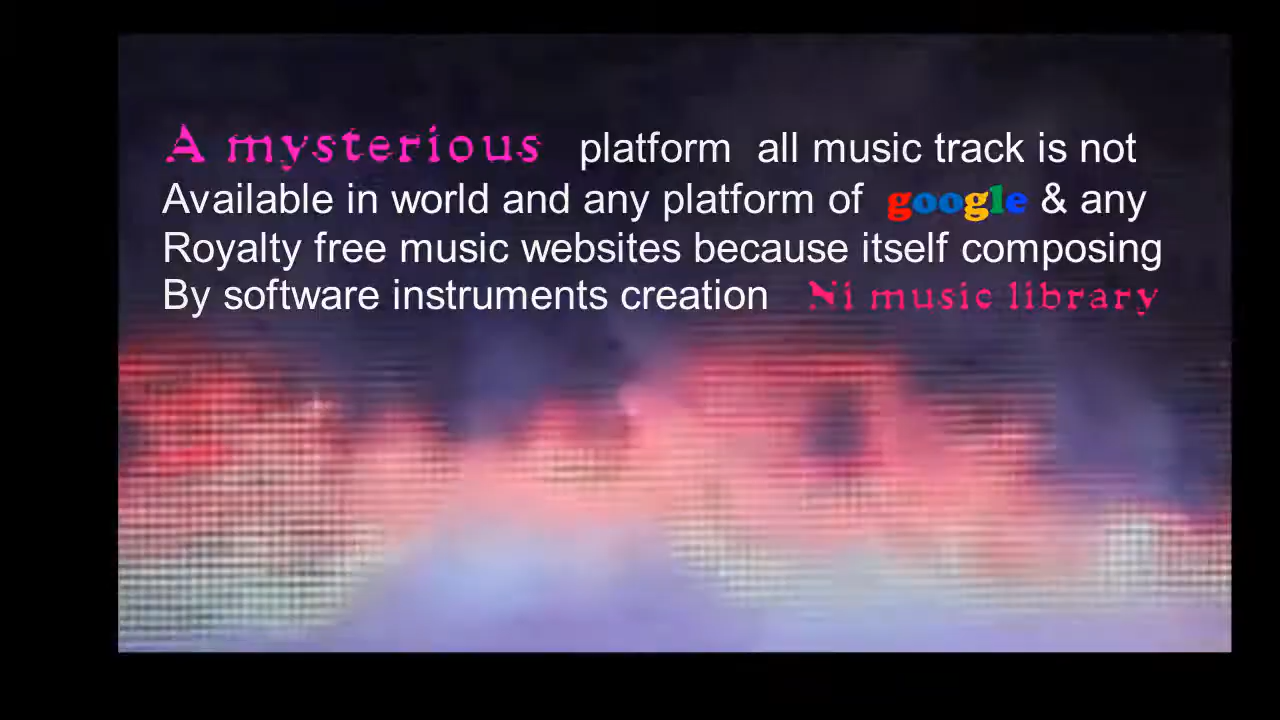 A mysterious platform all music track is not
Available in world and any platform of google & any
Royalty free music websites because itself composing
By software instruments creation Ni music library